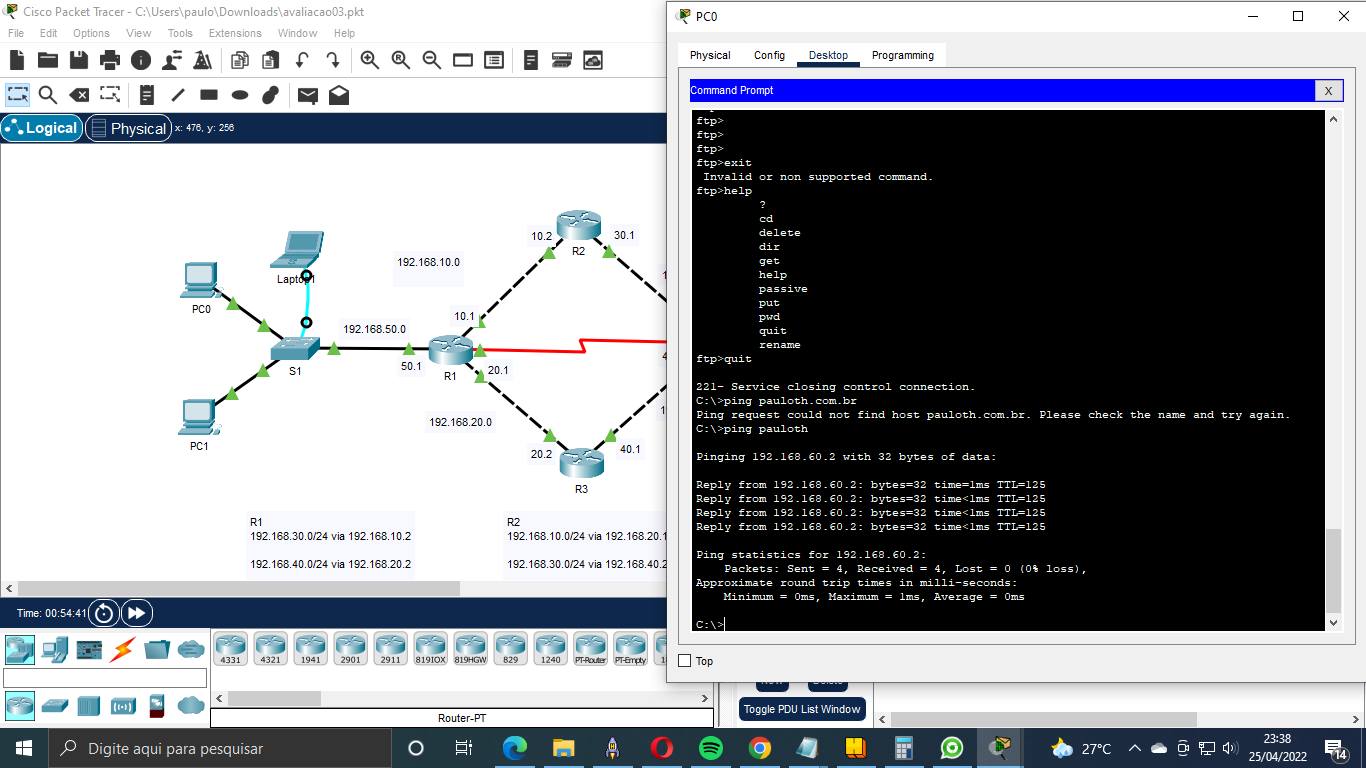 Cisco Packet Tracer - C:\Users\paulo\Downloads\avaliacao03.pkt
File Edit Options View Tools Extensions Window Help
Logical
Physical
x: 476, y: 256
Laptop1
PC0
PC1
S1
192.168.10.0
192.168.50.0
192.168.20.0
50.1
10.1
R1
20.1
10.2
30.1
R2
20.2
40.1
R3
R1
192.168.30.0/24 via 192.168.10.2
192.168.40.0/24 via 192.168.20.2
R2
192.168.10.0/24 via 192.168.20.1
192.168.30.0/24 via 192.168.40.2
Time: 00:54:41
4331 4321 1941 2901 2911 819IOX 819HGW 829 1240 PT-Router PT-Empty
Router-PT
PC0
Physical Config Desktop Programming
Command Prompt
X
ftp>
ftp>
ftp>
ftp>exit
Invalid or non supported command.
ftp>help
?
cd
delete
dir
get
help
passive
put
pwd
quit
rename
ftp>quit
221- Service closing control connection.
C:\>ping pauloth.com.br
Ping request could not find host pauloth.com.br. Please check the name and try again.
C:\>ping pauloth
Pinging 192.168.60.2 with 32 bytes of data:
Reply from 192.168.60.2: bytes=32 time=1ms TTL=125
Reply from 192.168.60.2: bytes=32 time<1ms TTL=125
Reply from 192.168.60.2: bytes=32 time<1ms TTL=125
Reply from 192.168.60.2: bytes=32 time<1ms TTL=125
Ping statistics for 192.168.60.2:
Packets: Sent = 4, Received = 4, Lost = 0 (0% loss),
Approximate round trip times in milli-seconds:
Minimum = 0ms, Maximum = 1ms, Average = 0ms
C:\>
Top
Toggle PDU List Window
Digite aqui para pesquisar
27°C
23:38
25/04/2022
14